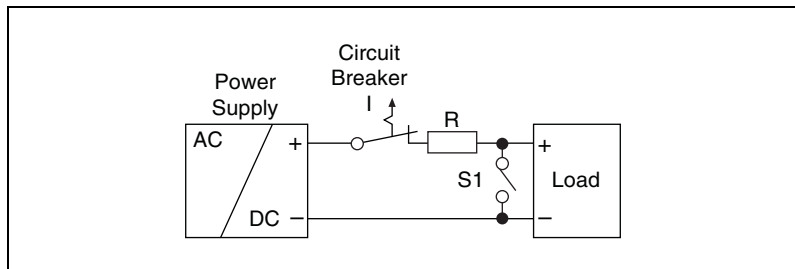 Circuit
Breaker
I
Power
Supply
AC
+
DC
−
R
S1
+
Load
−